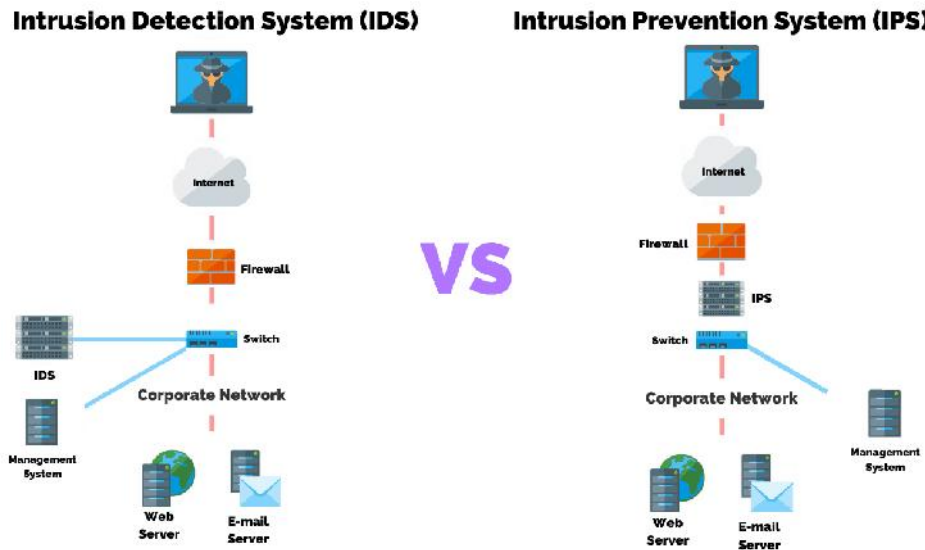 Intrusion Detection System (IDS)
Internet
Firewall
Switch
IDS
Corporate Network
Management
System
Web
Server
E-mail
Server
VS
Intrusion Prevention System (IPS)
Internet
Firewall
IPS
Switch
Corporate Network
Management
System
Web
Server
E-mail
Server